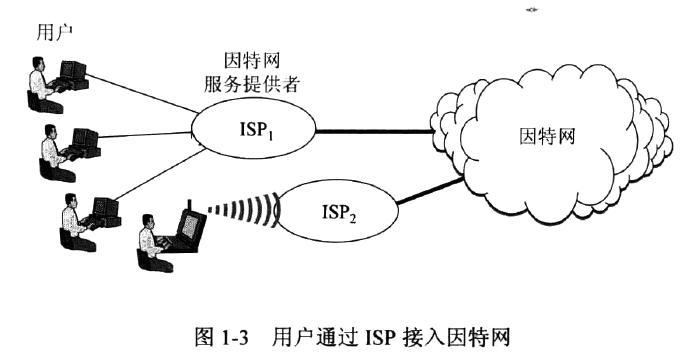 用户
因特网
服务提供者
ISP₁
因特网
ISP₂
图 1-3 用户通过 ISP 接入因特网